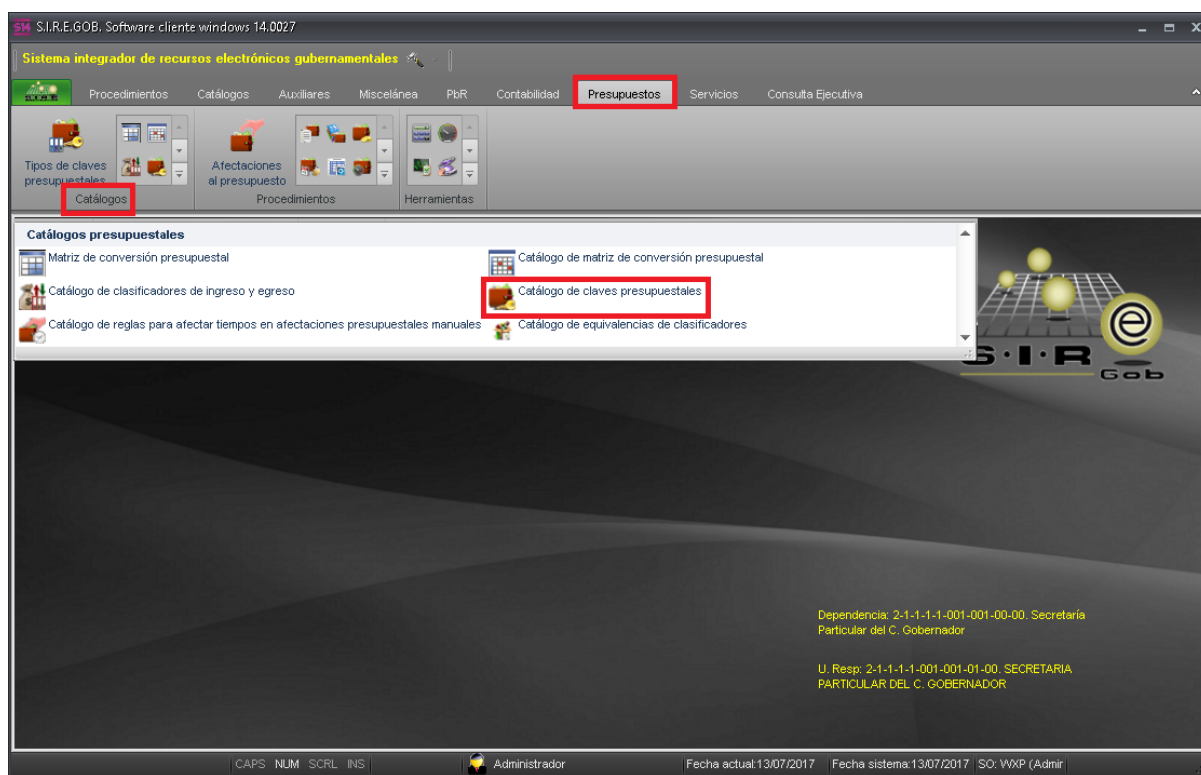 S.I.R.E.GOB. Software cliente windows 14.0027
Sistema integrador de recursos electrónicos gubernamentales
Procedimientos Catálogos Auxiliares Miscelánea PbR Contabilidad Presupuestos Servicios Consulta Ejecutiva
Tipos de claves
presupuestales
Afectaciones
al presupuesto
Catálogos Procedimientos Herramientas
Catálogos presupuestales
Matriz de conversión presupuestal
Catálogo de matriz de conversión presupuestal
Catálogo de clasificadores de ingreso y egreso
Catálogo de claves presupuestales
Catálogo de reglas para afectar tiempos en afectaciones presupuestales manuales
Catálogo de equivalencias de clasificadores
S·I·R e
Gob
Dependencia: 2-1-1-1-1-001-001-00-00. Secretaría
Particular del C. Gobernador
U. Resp: 2-1-1-1-1-001-001-01-00. SECRETARIA
PARTICULAR DEL C. GOBERNADOR
CAPS NUM SCRL INS Administrador Fecha actual:13/07/2017 Fecha sistema:13/07/2017 SO: WXP (Admir